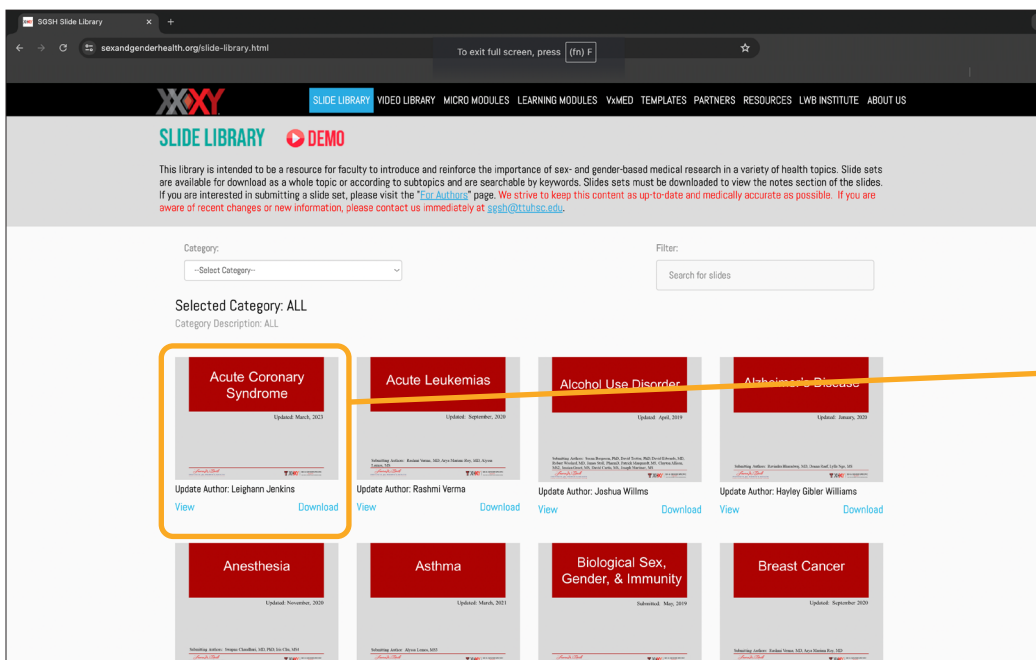 SGSH Slide Library
sexandgenderhealth.org/slide-library.html
To exit full screen, press (fn) F
XXXY
SLIDE LIBRARY VIDEO LIBRARY MICRO MODULES LEARNING MODULES VxMED TEMPLATES PARTNERS RESOURCES LWB INSTITUTE ABOUT US
SLIDE LIBRARY DEMO
This library is intended to be a resource for faculty to introduce and reinforce the importance of sex- and gender-based medical research in a variety of health topics. Slide sets
are available for download as a whole topic or according to subtopics and are searchable by keywords. Slides sets must be downloaded to view the notes section of the slides.
If you are interested in submitting a slide set, please visit the "For Authors" page. We strive to keep this content as up-to-date and medically accurate as possible. If you are
aware of recent changes or new information, please contact us immediately at sgsh@ttuhsc.edu.
Category: Filter:
--Select Category-- Search for slides
Selected Category: ALL
Category Description: ALL
Acute Coronary
Syndrome
Updated: March, 2023
Update Author: Leighann Jenkins
View Download
Acute Leukemias
Updated: September, 2020
Update Author: Rashmi Verma
View Download
Alcohol Use Disorder
Updated: April, 2019
Update Author: Joshua Willms
View Download
Alzheimer's Disease
Updated: January, 2020
Update Author: Hayley Gibler Williams
View Download
Anesthesia
Updated: November, 2020
Asthma
Updated: March, 2021
Biological Sex,
Gender, & Immunity
Submitted: May, 2019
Breast Cancer
Updated: September 2020